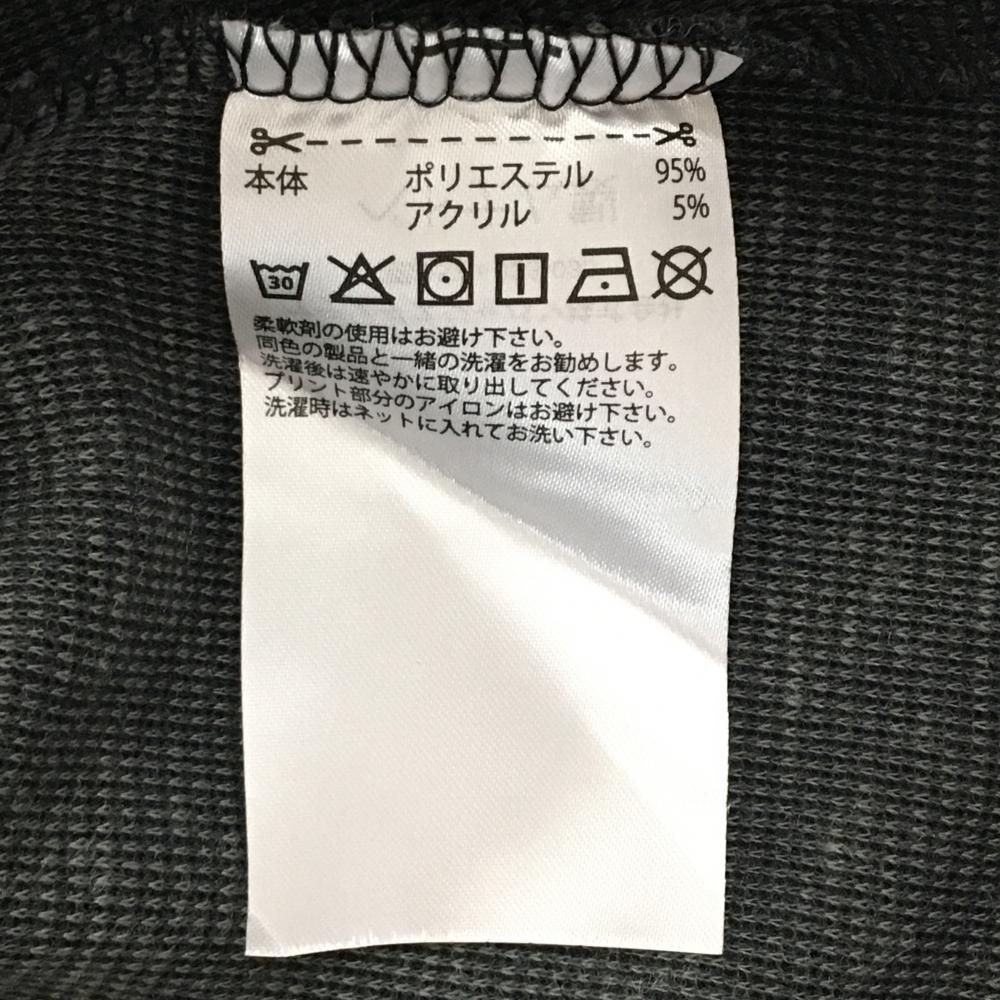 本体 ポリエステル 95%
アクリル 5%
30
柔軟剤の使用はお避け下さい。
同色の製品と一緒の洗濯をお勧めします。
洗濯後は速やかに取り出してください。
プリント部分のアイロンはお避け下さい。
洗濯時はネットに入れてお洗い下さい。